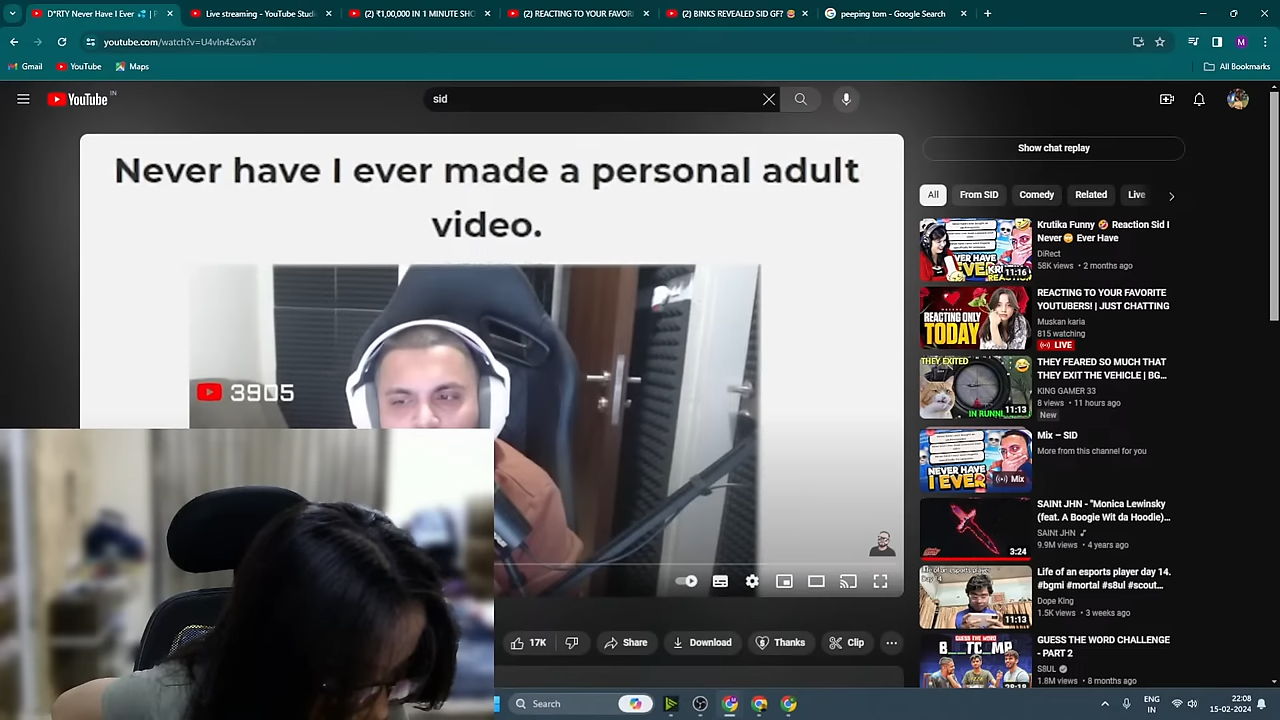 D*RTY Never Have I Ever
Live streaming - YouTube Studi
(2) ₹1,00,000 IN 1 MINUTE SHO
(2) REACTING TO YOUR FAVOR
(2) BINKS REVEALED SID GF?
peeping tom - Google Search
youtube.com/watch?v=U4vIn42w5aY
M
Gmail
YouTube
Maps
All Bookmarks
YouTube IN
sid
Never have I ever made a personal adult
video.
3905
17K
Share
Download
Thanks
Clip
Show chat replay
All
From SID
Comedy
Related
Live
Krutika Funny 🤣 Reaction Sid I
Never Ever Have
DiRect
58K views • 2 months ago
11:16
REACTING TO YOUR FAVORITE
YOUTUBERS! | JUST CHATTING
Muskan karia
815 watching
LIVE
REACTING ONLY
TODAY
THEY FEARED SO MUCH THAT
THEY EXIT THE VEHICLE | BG...
KING GAMER 33
8 views • 11 hours ago
New
THEY EXITED
11:13
Mix – SID
More from this channel for you
NEVER HAVE
I EVER
Mix
SAINt JHN - "Monica Lewinsky
(feat. A Boogie Wit da Hoodie)...
SAINt JHN
9.9M views • 4 years ago
3:24
Life of an esports player day 14.
#bgmi #mortal #s8ul #scout...
Dope King
1.5K views • 3 weeks ago
11:13
GUESS THE WORD CHALLENGE
- PART 2
S8UL
1.8M views • 8 months ago
GUESS THE WORD
Search
ENG
IN
22:08
15-02-2024